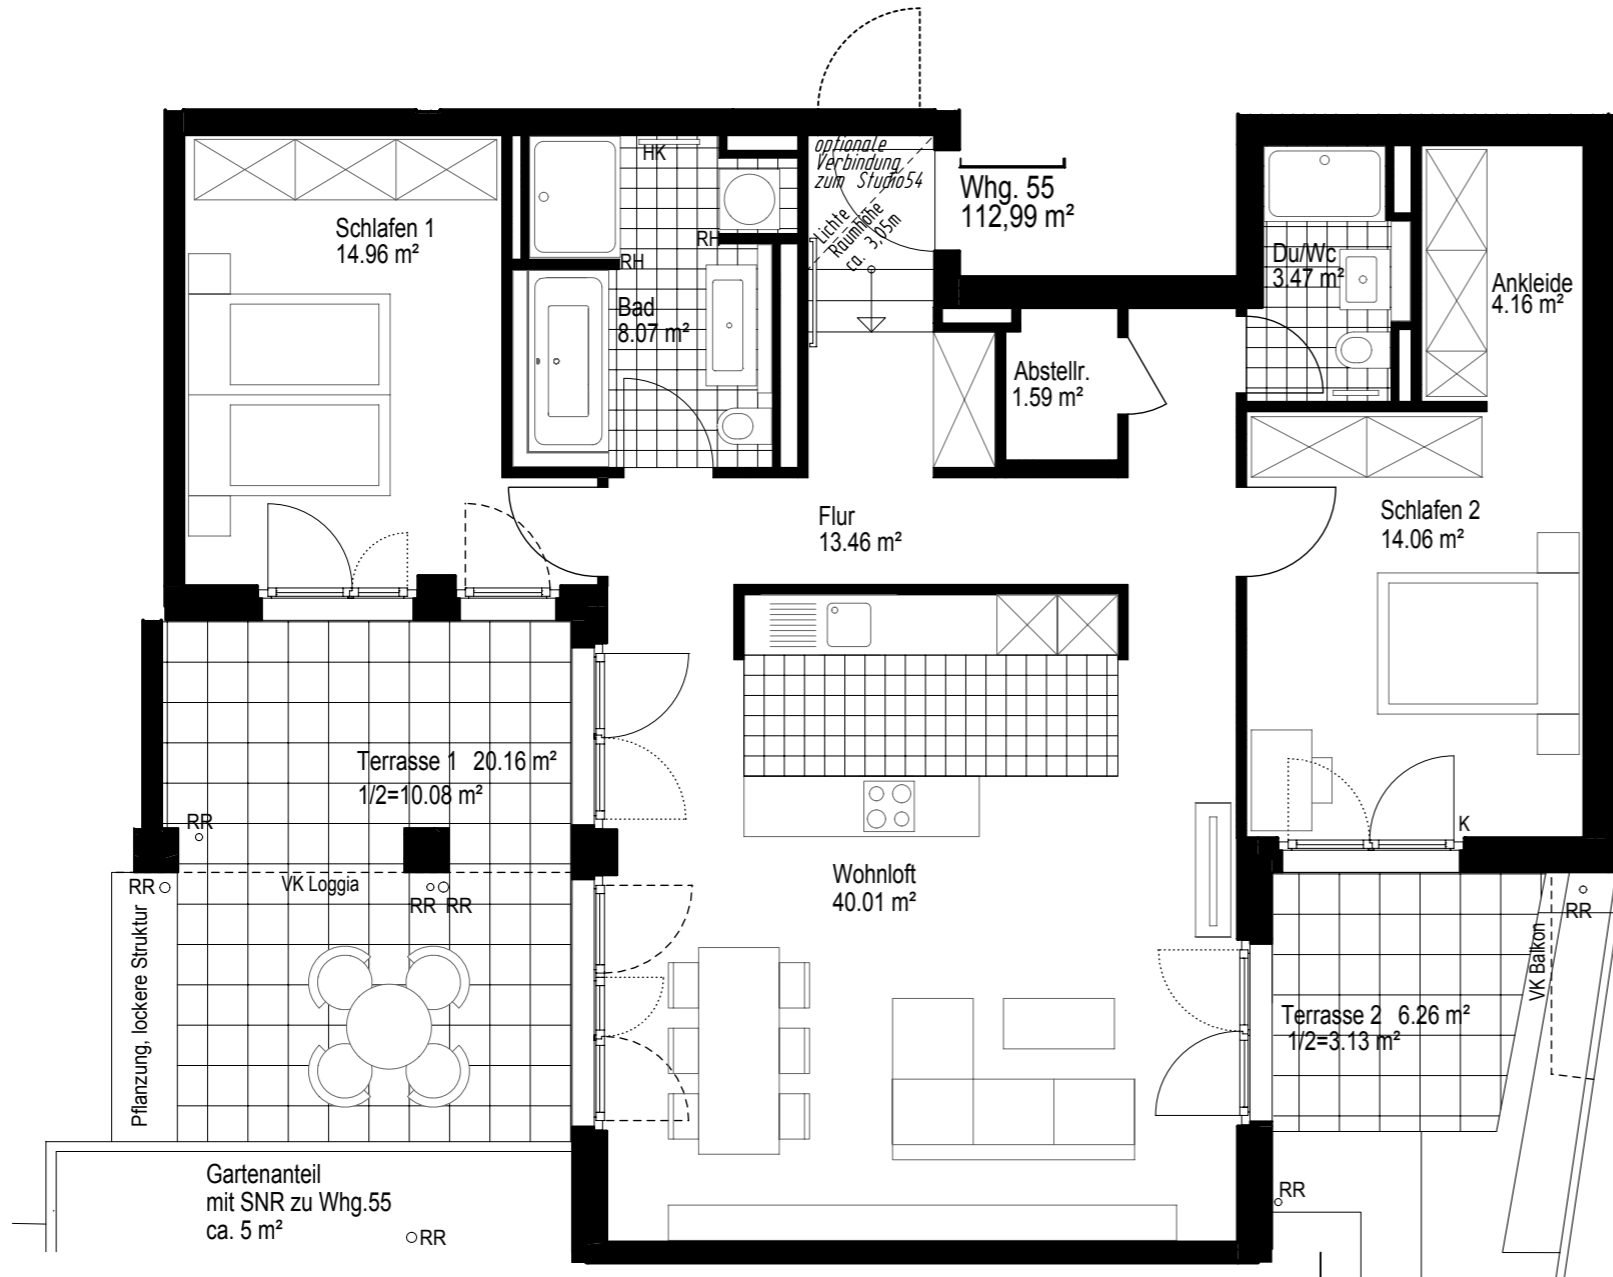 optionale
Verbindung
zum Studio54
Lichte
Raumhöhe
ca. 3,05m
Whg. 55
112,99 m²
HK
RH
RH
Schlafen 1
14.96 m²
Bad
8.07 m²
Du/Wc
3.47 m²
Ankleide
4.16 m²
Abstellr.
1.59 m²
Flur
13.46 m²
Schlafen 2
14.06 m²
Terrasse 1 20.16 m²
1/2=10.08 m²
RR
K
VK Loggia
RR
RR RR
Wohnloft
40.01 m²
Pflanzung, lockere Struktur
RR
VK Balkon
Terrasse 2 6.26 m²
1/2=3.13 m²
Gartenanteil
mit SNR zu Whg.55
ca. 5 m²
RR
RR